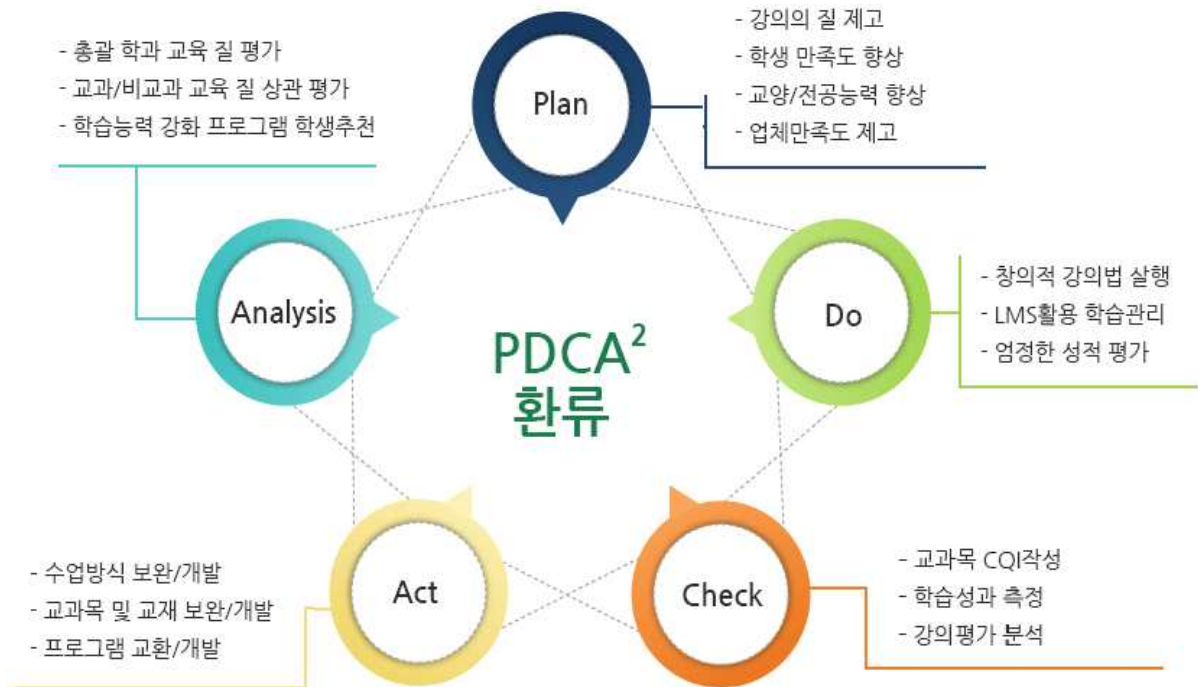 - 총괄 학과 교육 질 평가
- 교과/비교과 교육 질 상관 평가
- 학습능력 강화 프로그램 학생추천
Plan
- 강의의 질 제고
- 학생 만족도 향상
- 교양/전공능력 향상
- 업체만족도 제고
Analysis
PDCA²
환류
Do
- 창의적 강의법 실행
- LMS활용 학습관리
- 엄정한 성적 평가
- 수업방식 보완/개발
- 교과목 및 교재 보완/개발
- 프로그램 교환/개발
Act
Check
- 교과목 CQI작성
- 학습성과 측정
- 강의평가 분석